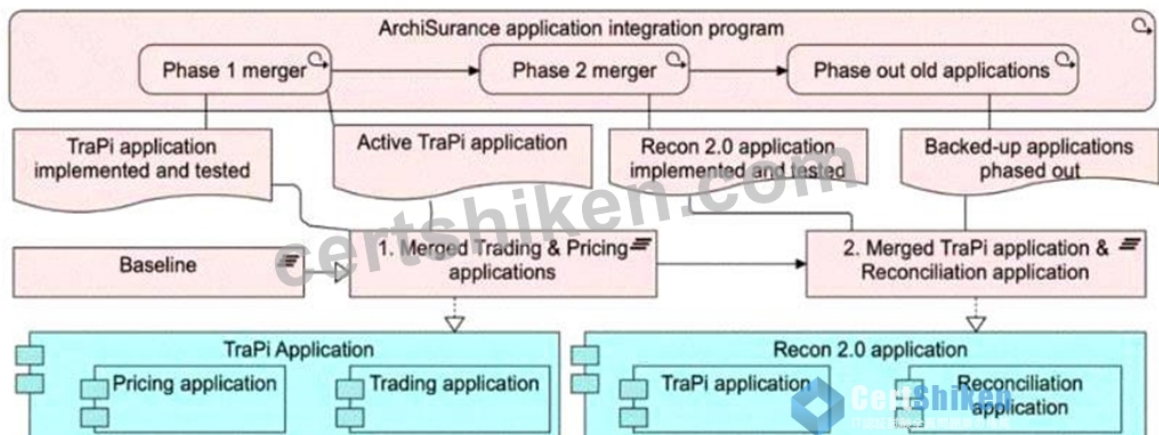 ArchiSurance application integration program
Phase 1 merger
Phase 2 merger
Phase out old applications
TraPi application
implemented and tested
Active TraPi application
Recon 2.0 application
implemented and tested
Backed-up applications
phased out
certshiken.com
Baseline
1. Merged Trading & Pricing
applications
2. Merged TraPi application &
Reconciliation application
TraPi Application
Pricing application
Trading application
Recon 2.0 application
TraPi application
Reconciliation
application
CertShiken